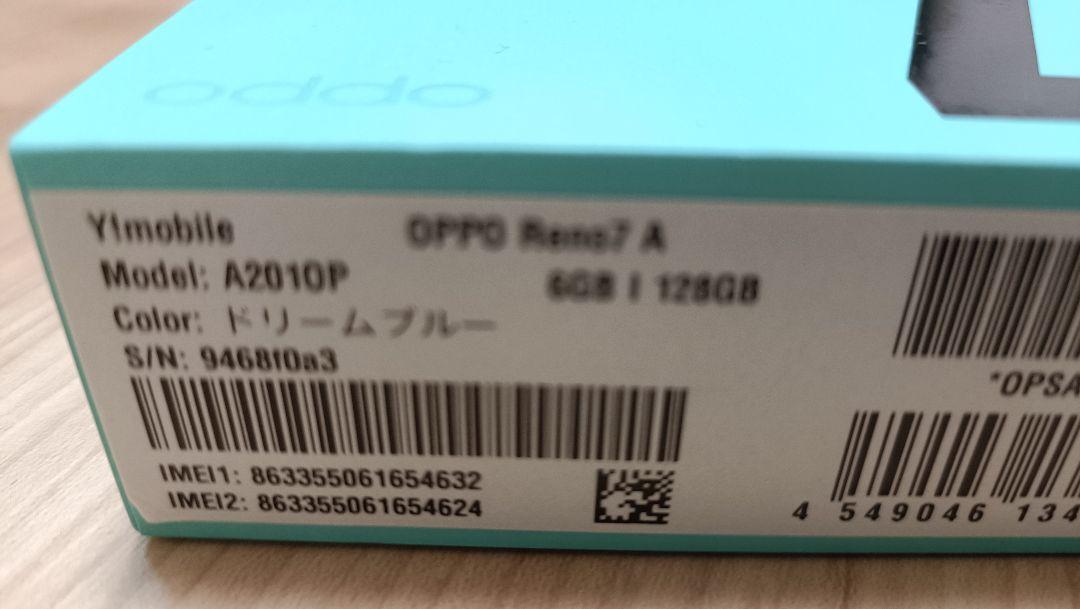 oppo
Y!mobile OPPO Reno7 A
Model: A201OP 6GB | 128GB
Color: ドリームブルー
S/N: 9468f0a3
*OPSA
IMEI1: 863355061654632
IMEI2: 863355061654624
4 549046 134